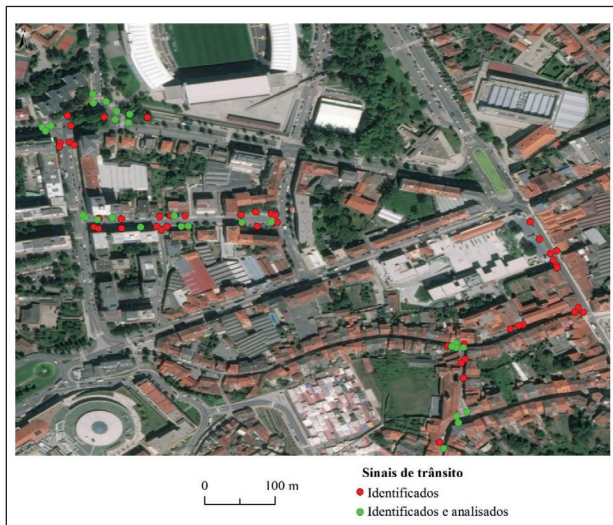 N
Sinais de trânsito
0 100 m
Identificados
Identificados e analisados